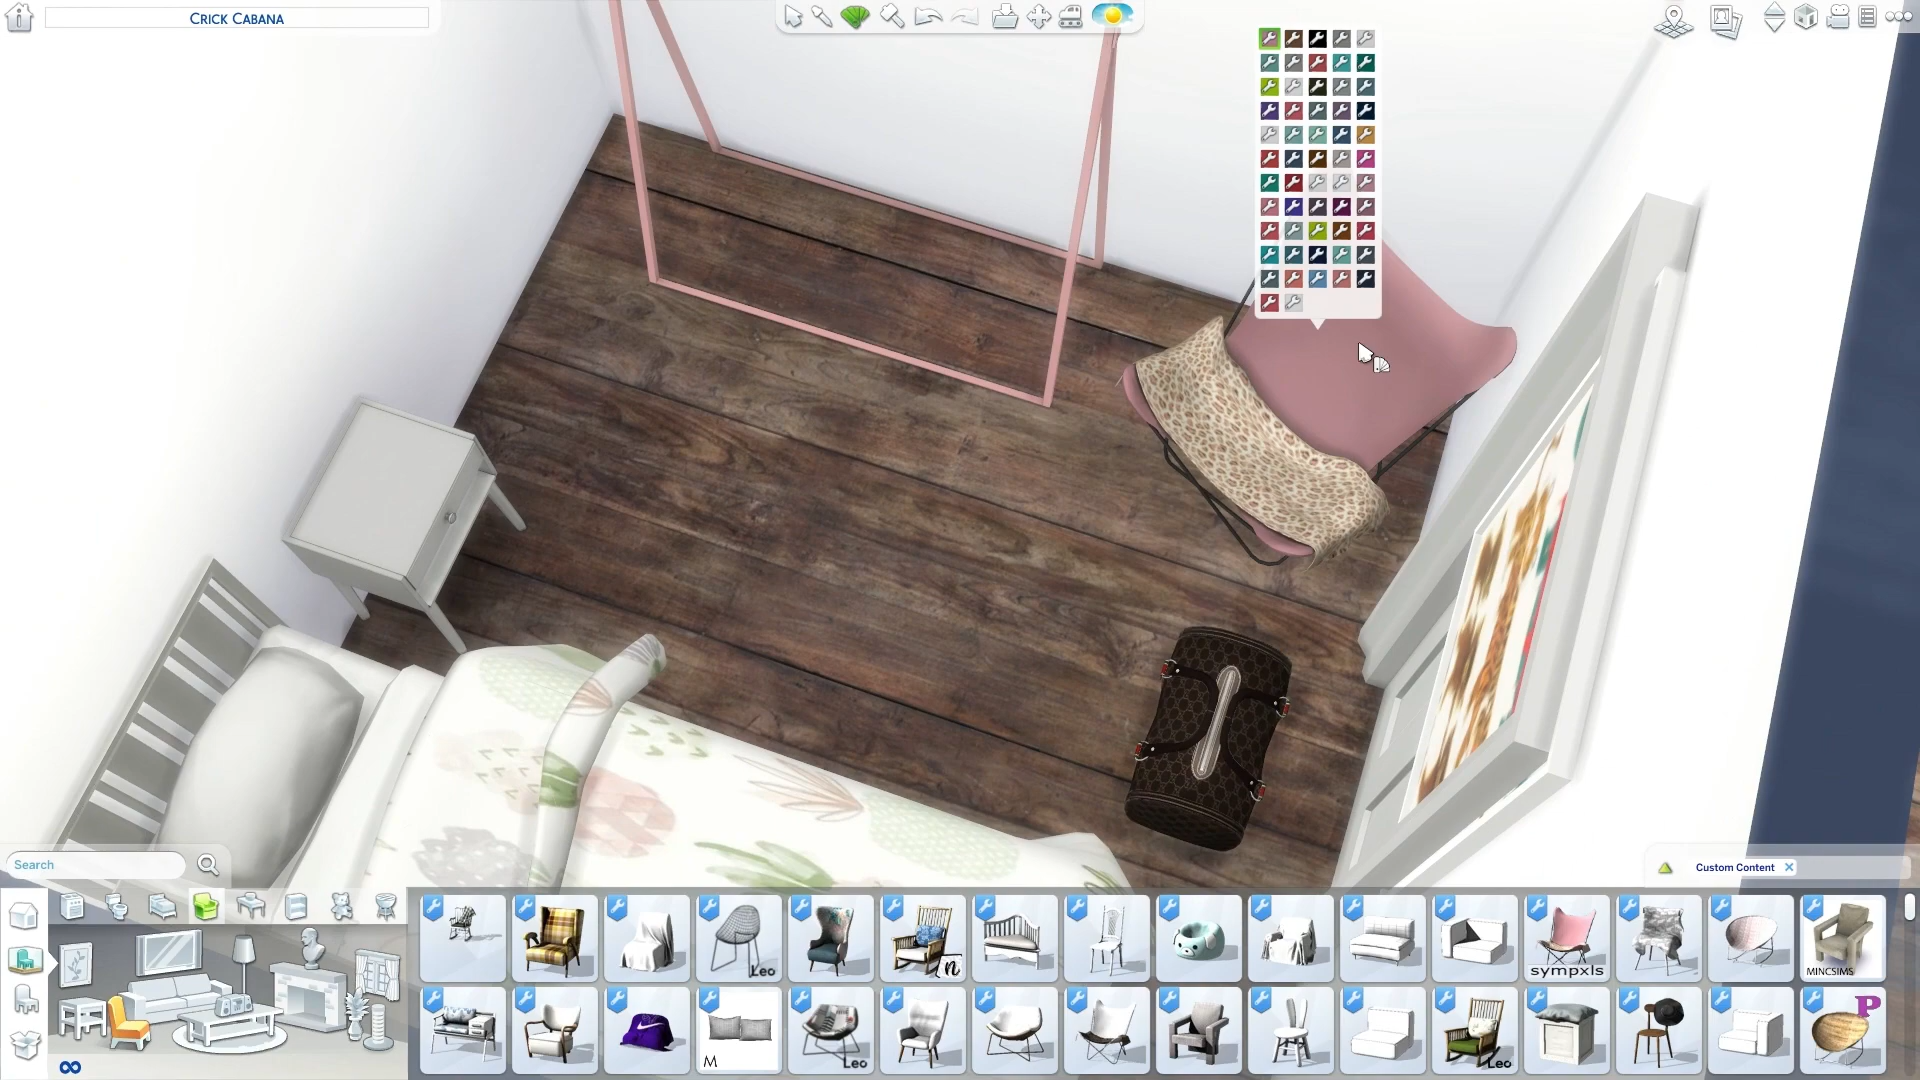 Crick Cabana
Search
Custom Content
Leo
n
sympxls
MINCSIMS
M
Leo
Leo
P